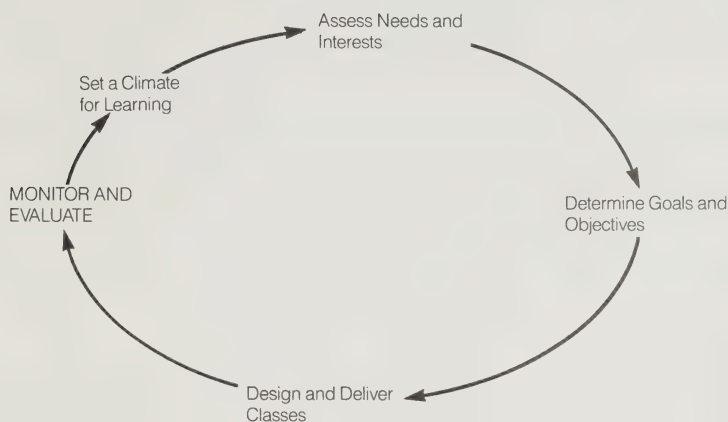 Assess Needs and
Interests
Set a Climate
for Learning
MONITOR AND
EVALUATE
Determine Goals and
Objectives
Design and Deliver
Classes